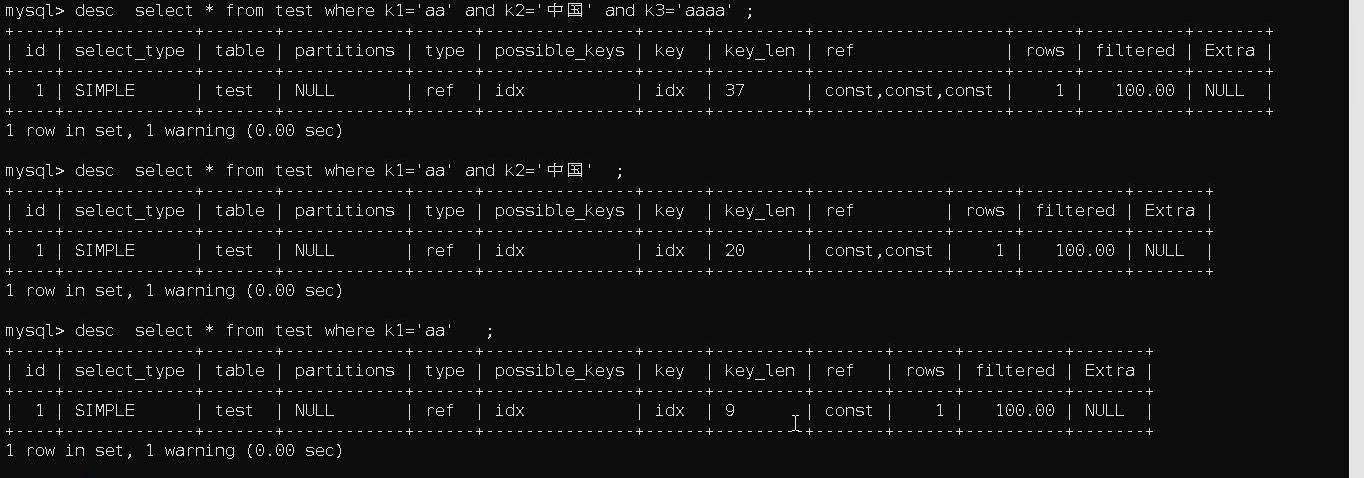 mysql> desc  select * from test where k1='aa' and k2='中国' and k3='aaaa' ;
+----+-------------+-------+------------+------+---------------+------+---------+-------------------+------+----------+-------+
| id | select_type | table | partitions | type | possible_keys | key  | key_len | ref               | rows | filtered | Extra |
+----+-------------+-------+------------+------+---------------+------+---------+-------------------+------+----------+-------+
|  1 | SIMPLE      | test  | NULL       | ref  | idx           | idx  | 37      | const,const,const |    1 |   100.00 | NULL  |
+----+-------------+-------+------------+------+---------------+------+---------+-------------------+------+----------+-------+
1 row in set, 1 warning (0.00 sec)
mysql> desc  select * from test where k1='aa' and k2='中国'  ;
+----+-------------+-------+------------+------+---------------+------+---------+-------------+------+----------+-------+
| id | select_type | table | partitions | type | possible_keys | key  | key_len | ref         | rows | filtered | Extra |
+----+-------------+-------+------------+------+---------------+------+---------+-------------+------+----------+-------+
|  1 | SIMPLE      | test  | NULL       | ref  | idx           | idx  | 20      | const,const |    1 |   100.00 | NULL  |
+----+-------------+-------+------------+------+---------------+------+---------+-------------+------+----------+-------+
1 row in set, 1 warning (0.00 sec)
mysql> desc  select * from test where k1='aa'   ;
+----+-------------+-------+------------+------+---------------+------+---------+-------+------+----------+-------+
| id | select_type | table | partitions | type | possible_keys | key  | key_len | ref   | rows | filtered | Extra |
+----+-------------+-------+------------+------+---------------+------+---------+-------+------+----------+-------+
|  1 | SIMPLE      | test  | NULL       | ref  | idx           | idx  | 9       | const |    1 |   100.00 | NULL  |
+----+-------------+-------+------------+------+---------------+------+---------+-------+------+----------+-------+
1 row in set, 1 warning (0.00 sec)